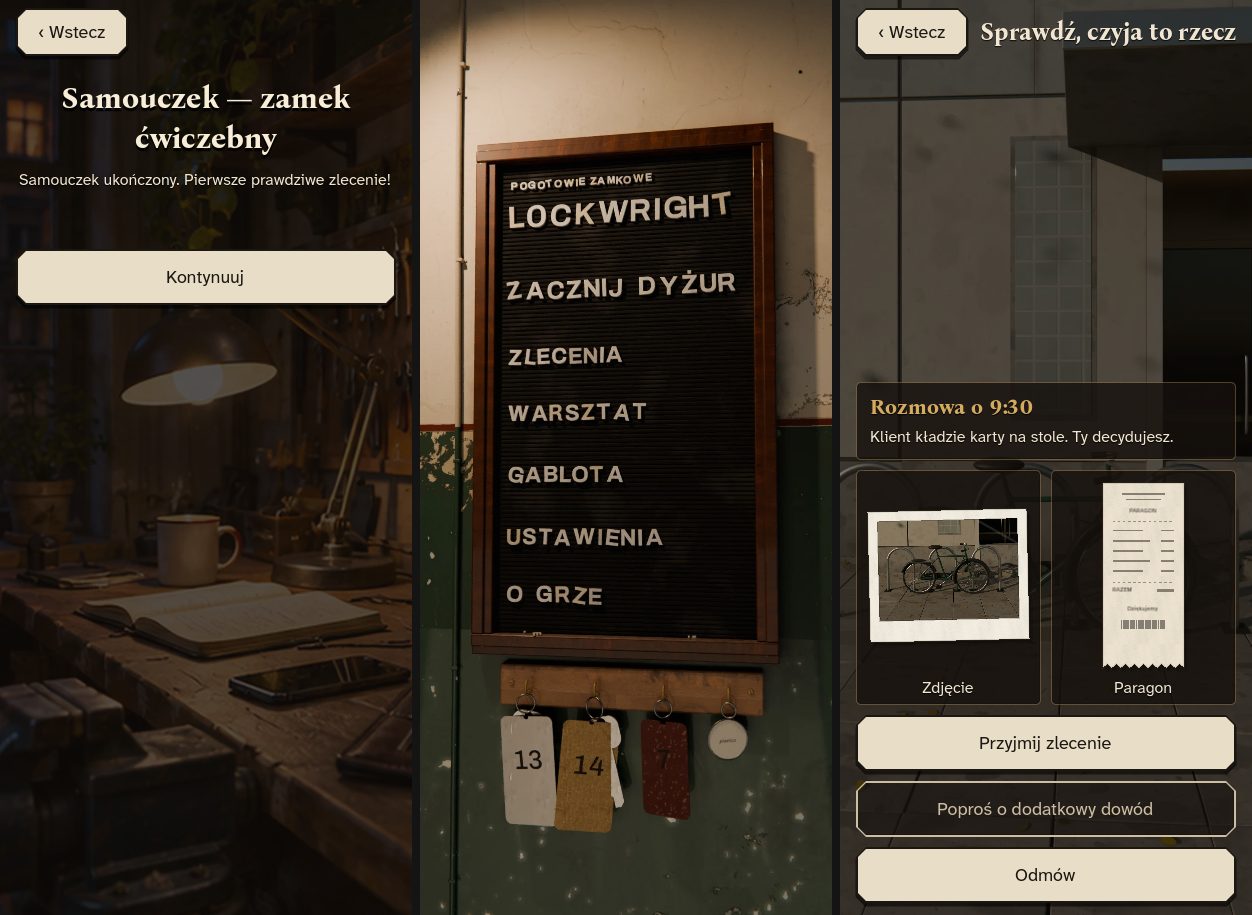 ‹ Wstecz
Samouczek — zamek
ćwiczebny
Samouczek ukończony. Pierwsze prawdziwe zlecenie!
Kontynuuj
POGOTOWIE ZAMKOWE
LOCKWRIGHT
ZACZNIJ DYŻUR
ZLECENIA
WARSZTAT
GABLOTA
USTAWIENIA
O GRZE
13
14
7
‹ Wstecz
Sprawdź, czyja to rzecz
Rozmowa o 9:30
Klient kładzie karty na stole. Ty decydujesz.
PARAGON
RAZEM
Dziękujemy
Zdjęcie
Paragon
Przyjmij zlecenie
Poproś o dodatkowy dowód
Odmów